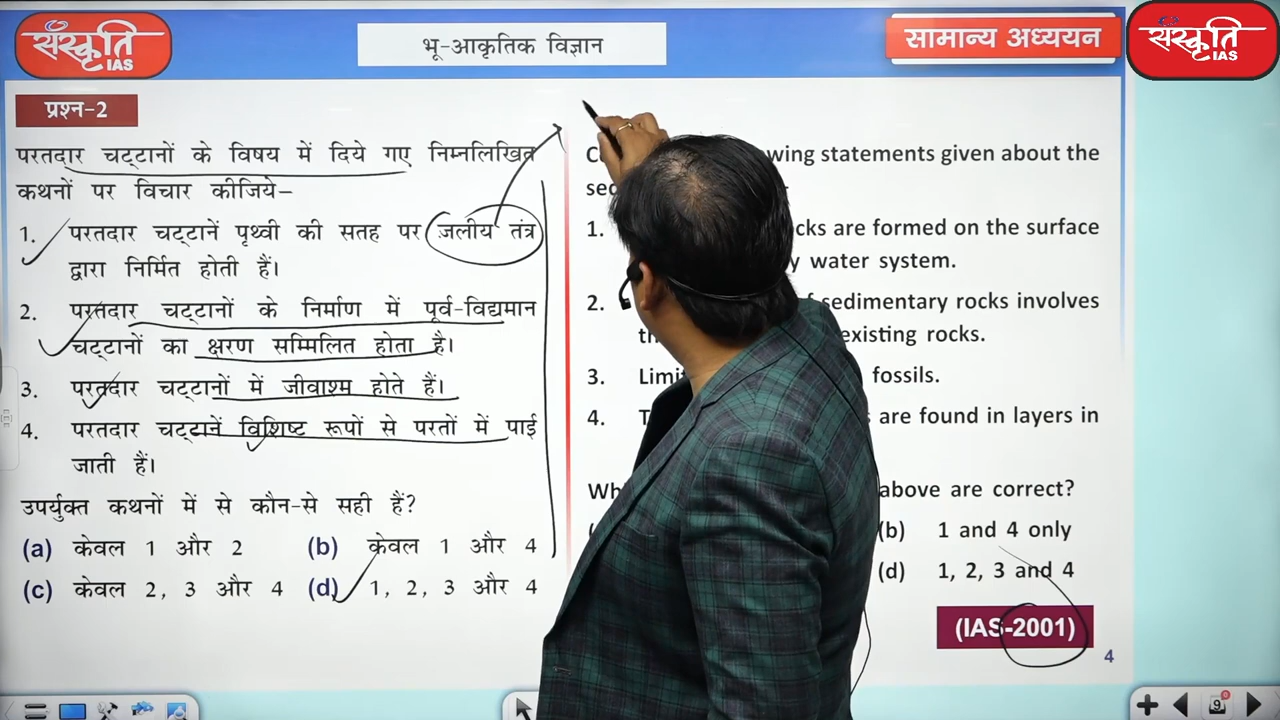 संस्कृति
IAS
भू-आकृतिक विज्ञान
सामान्य अध्ययन
संस्कृति
IAS
प्रश्न-2
परतदार चट्टानों के विषय में दिये गए निम्नलिखित
कथनों पर विचार कीजिये–
1. परतदार चट्टानें पृथ्वी की सतह पर जलीय तंत्र
द्वारा निर्मित होती हैं।
2. परतदार चट्टानों के निर्माण में पूर्व-विद्यमान
चट्टानों का क्षरण सम्मिलित होता है।
3. परतदार चट्टानों में जीवाश्म होते हैं।
4. परतदार चट्टानें विशिष्ट रूपों से परतों में पाई
जाती हैं।
उपर्युक्त कथनों में से कौन-से सही हैं?
(a) केवल 1 और 2 (b) केवल 1 और 4
(c) केवल 2, 3 और 4 (d) 1, 2, 3 और 4
statements given about the
1. are formed on the surface
water system.
2. sedimentary rocks involves
existing rocks.
3. fossils.
4. are found in layers in
above are correct?
(b) 1 and 4 only
(d) 1, 2, 3 and 4
(IAS-2001)
4
9